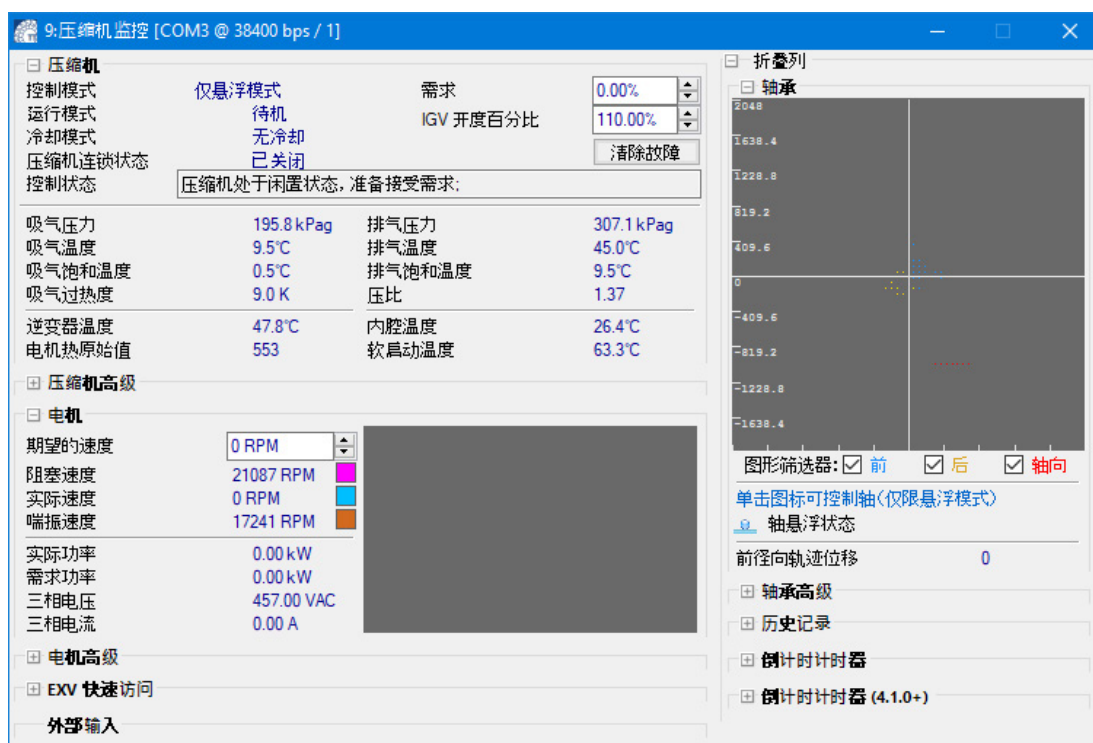 9:压缩机监控 [COM3 @ 38400 bps / 1]
压缩机
控制模式 仅悬浮模式 需求 0.00%
运行模式 待机 IGV 开度百分比 110.00%
冷却模式 无冷却
压缩机连锁状态 已关闭 清除故障
控制状态 压缩机处于闲置状态, 准备接受需求;
吸气压力 195.8 kPag 排气压力 307.1 kPag
吸气温度 9.5℃ 排气温度 45.0℃
吸气饱和温度 0.5℃ 排气饱和温度 9.5℃
吸气过热度 9.0 K 压比 1.37
逆变器温度 47.8℃ 内腔温度 26.4℃
电机热原始值 553 软启动温度 63.3℃
压缩机高级
电机
期望的速度 0 RPM
阻塞速度 21087 RPM
实际速度 0 RPM
喘振速度 17241 RPM
实际功率 0.00 kW
需求功率 0.00 kW
三相电压 457.00 VAC
三相电流 0.00 A
电机高级
EXV 快速访问
外部输入
折叠列
轴承
2048
1638.4
1228.8
819.2
409.6
0
-409.6
-819.2
-1228.8
-1638.4
图形筛选器: 前 后 轴向
单击图标可控制轴(仅限悬浮模式)
轴悬浮状态
前径向轨迹位移 0
轴承高级
历史记录
倒计时计时器
倒计时计时器 (4.1.0+)